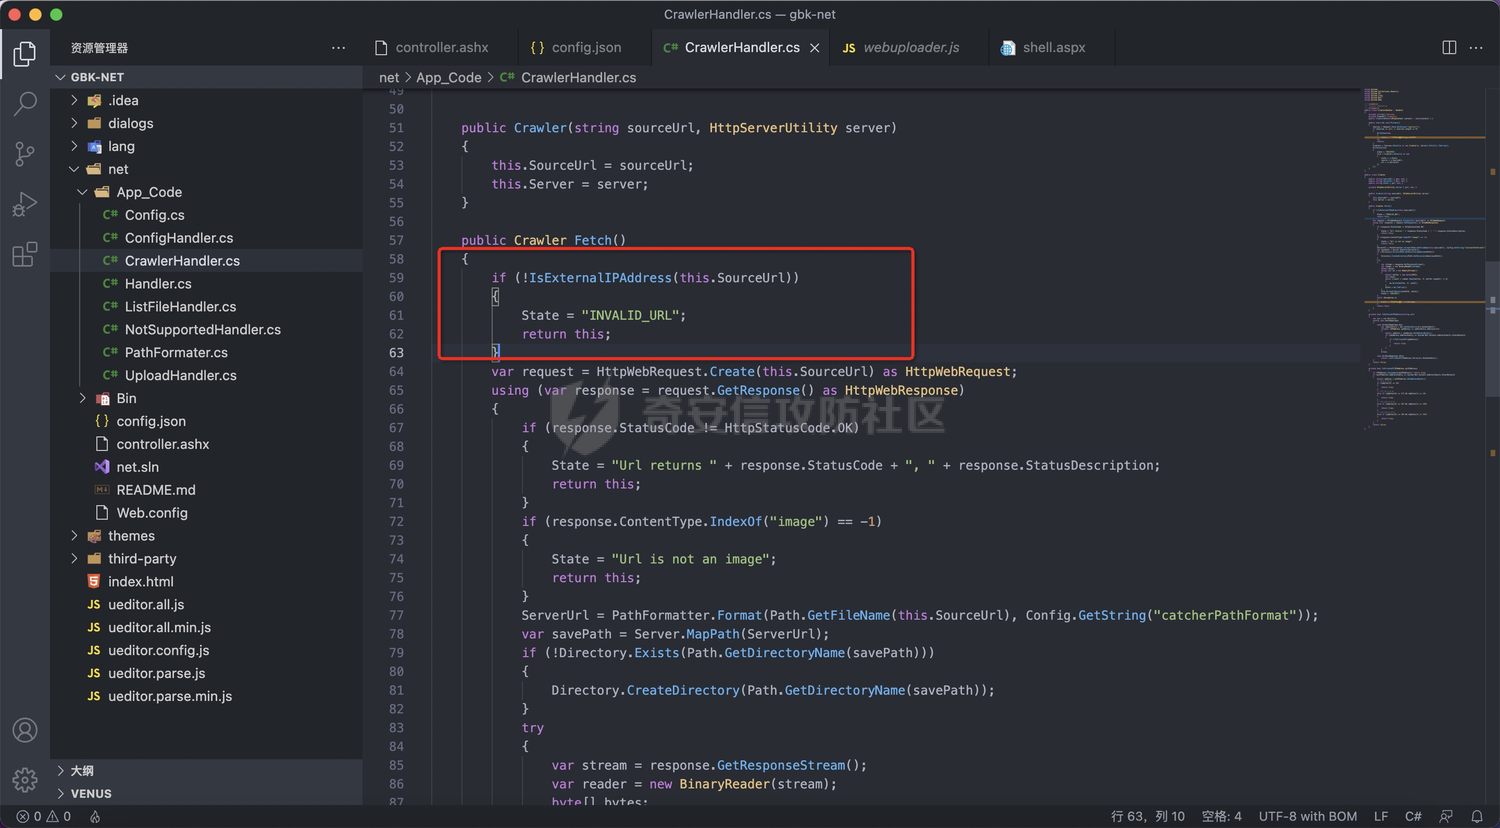 CrawlerHandler.cs — gbk-net
资源管理器
controller.ashx
{ } config.json
C# CrawlerHandler.cs
JS webuploader.js
shell.aspx
net > App_Code > C# CrawlerHandler.cs
GBK-NET
.idea
dialogs
lang
net
App_Code
C# Config.cs
C# ConfigHandler.cs
C# CrawlerHandler.cs
C# Handler.cs
C# ListFileHandler.cs
C# NotSupportedHandler.cs
C# PathFormater.cs
C# UploadHandler.cs
Bin
{ } config.json
controller.ashx
net.sln
README.md
Web.config
themes
third-party
index.html
JS ueditor.all.js
JS ueditor.all.min.js
JS ueditor.config.js
JS ueditor.parse.js
JS ueditor.parse.min.js
大纲
VENUS
49
50
51 public Crawler(string sourceUrl, HttpServerUtility server)
52 {
53 this.SourceUrl = sourceUrl;
54 this.Server = server;
55 }
56
57 public Crawler Fetch()
58 {
59 if (!IsExternalIPAddress(this.SourceUrl))
60 {
61 State = "INVALID_URL";
62 return this;
63 }
64 var request = HttpWebRequest.Create(this.SourceUrl) as HttpWebRequest;
65 using (var response = request.GetResponse() as HttpWebResponse)
66 {
67 if (response.StatusCode != HttpStatusCode.OK)
68 {
69 State = "Url returns " + response.StatusCode + ", " + response.StatusDescription;
70 return this;
71 }
72 if (response.ContentType.IndexOf("image") == -1)
73 {
74 State = "Url is not an image";
75 return this;
76 }
77 ServerUrl = PathFormatter.Format(Path.GetFileName(this.SourceUrl), Config.GetString("catcherPathFormat"));
78 var savePath = Server.MapPath(ServerUrl);
79 if (!Directory.Exists(Path.GetDirectoryName(savePath)))
80 {
81 Directory.CreateDirectory(Path.GetDirectoryName(savePath));
82 }
83 try
84 {
85 var stream = response.GetResponseStream();
86 var reader = new BinaryReader(stream);
87 byte[] bytes;
奇安信攻防社区
0 0
行 63，列 10
空格: 4
UTF-8 with BOM
LF
C#